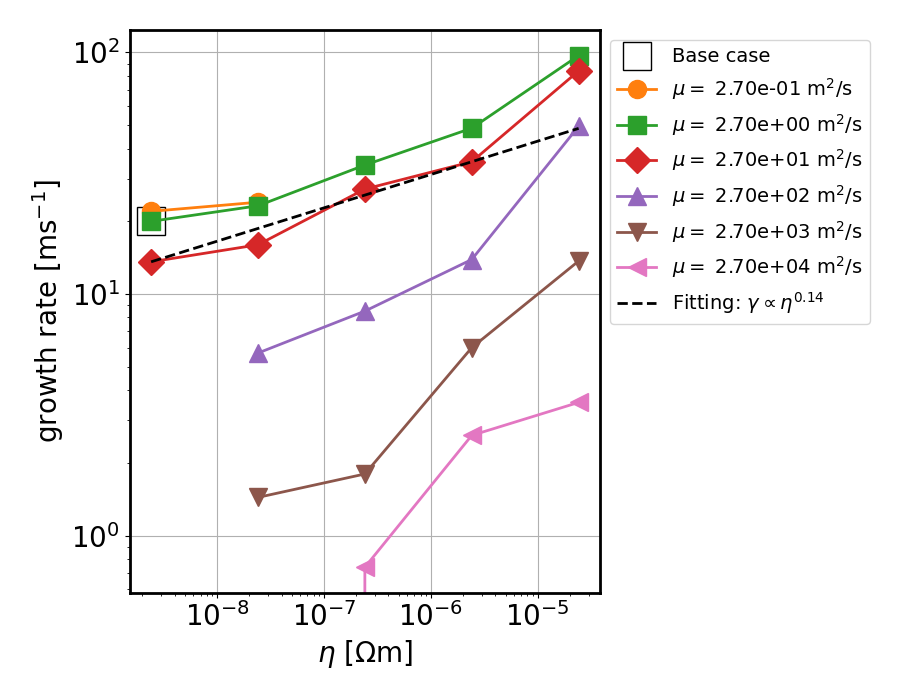 10²
10¹
10⁰
growth rate [ms⁻¹]
10⁻⁸
10⁻⁷
10⁻⁶
10⁻⁵
η [Ωm]
Base case
μ = 2.70e-01 m²/s
μ = 2.70e+00 m²/s
μ = 2.70e+01 m²/s
μ = 2.70e+02 m²/s
μ = 2.70e+03 m²/s
μ = 2.70e+04 m²/s
Fitting: γ ∝ η⁰·¹⁴